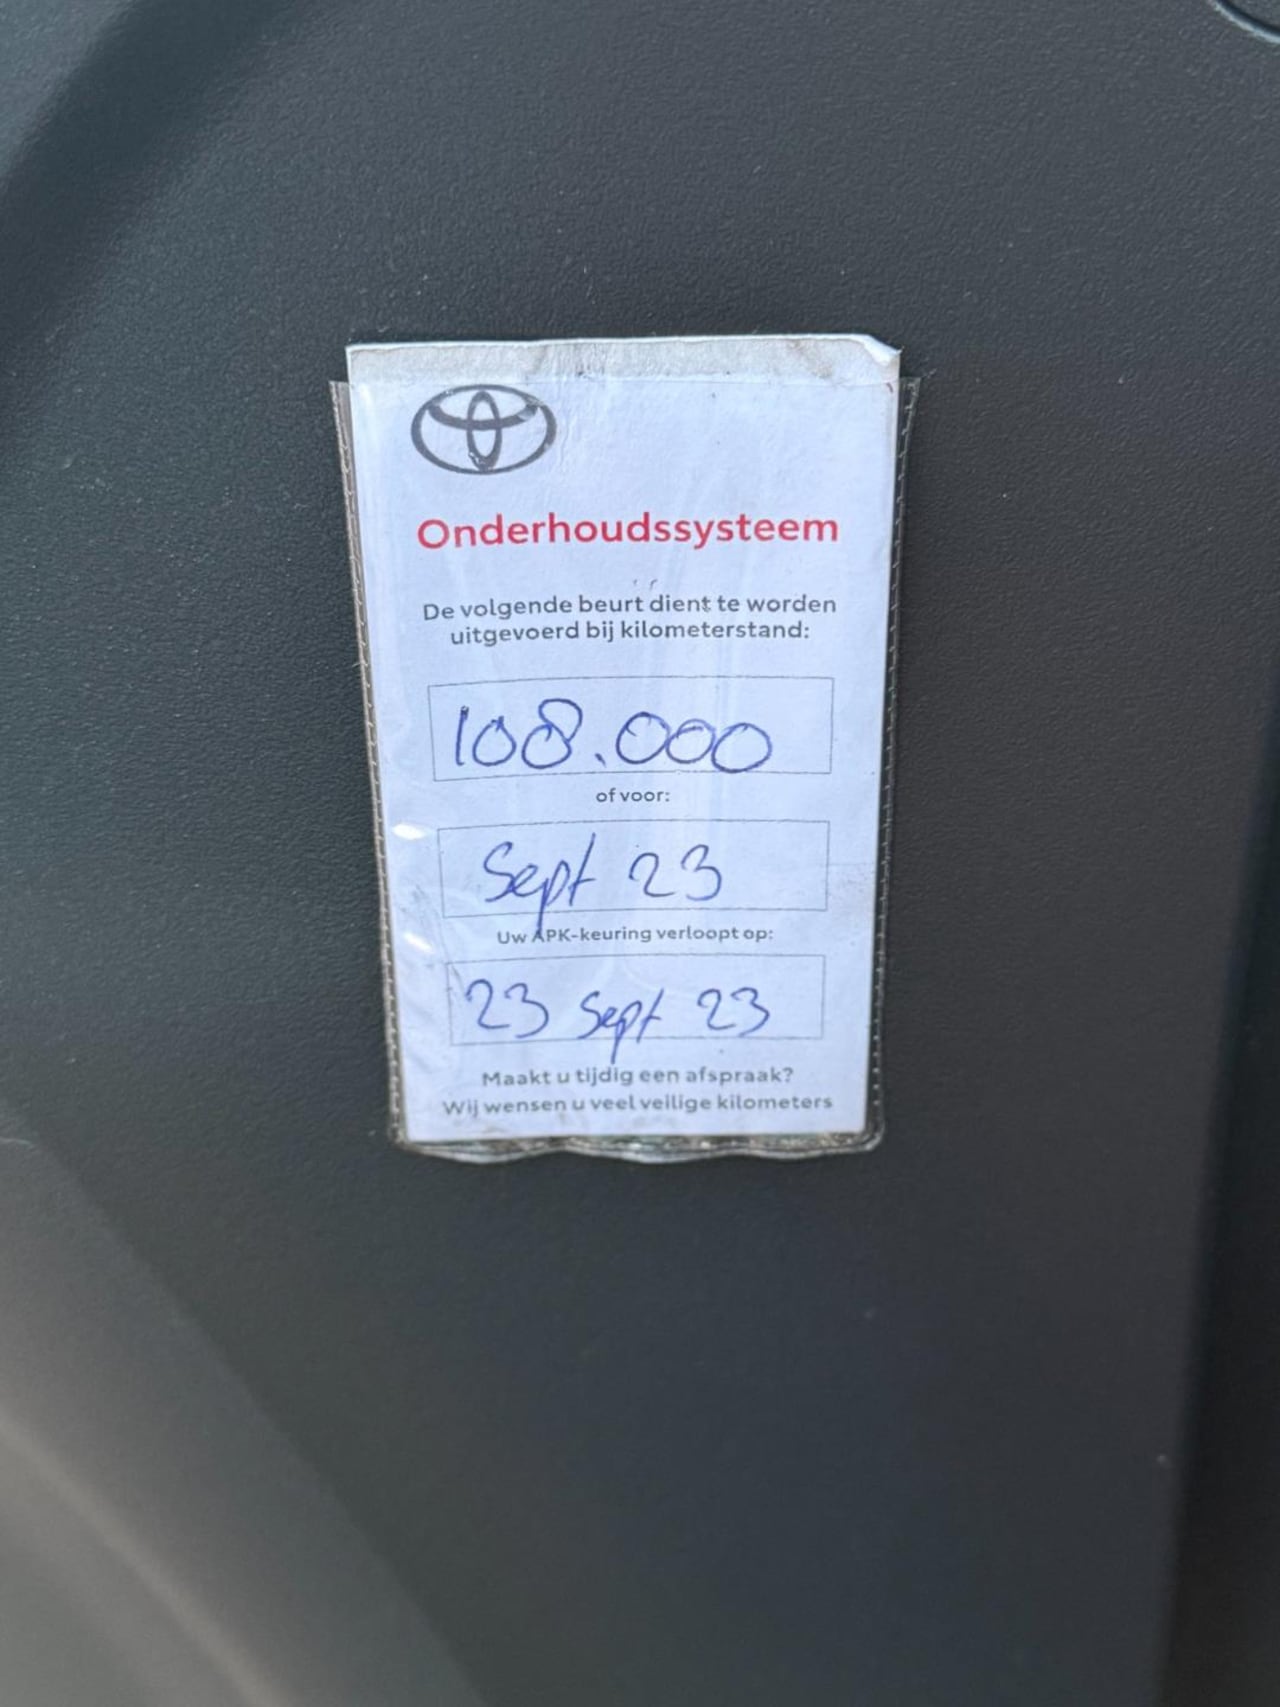 Onderhoudssysteem
De volgende beurt dient te worden
uitgevoerd bij kilometerstand:
108.000
of voor:
Sept 23
Uw APK-keuring verloopt op:
23 Sept 23
Maakt u tijdig een afspraak?
Wij wensen u veel veilige kilometers